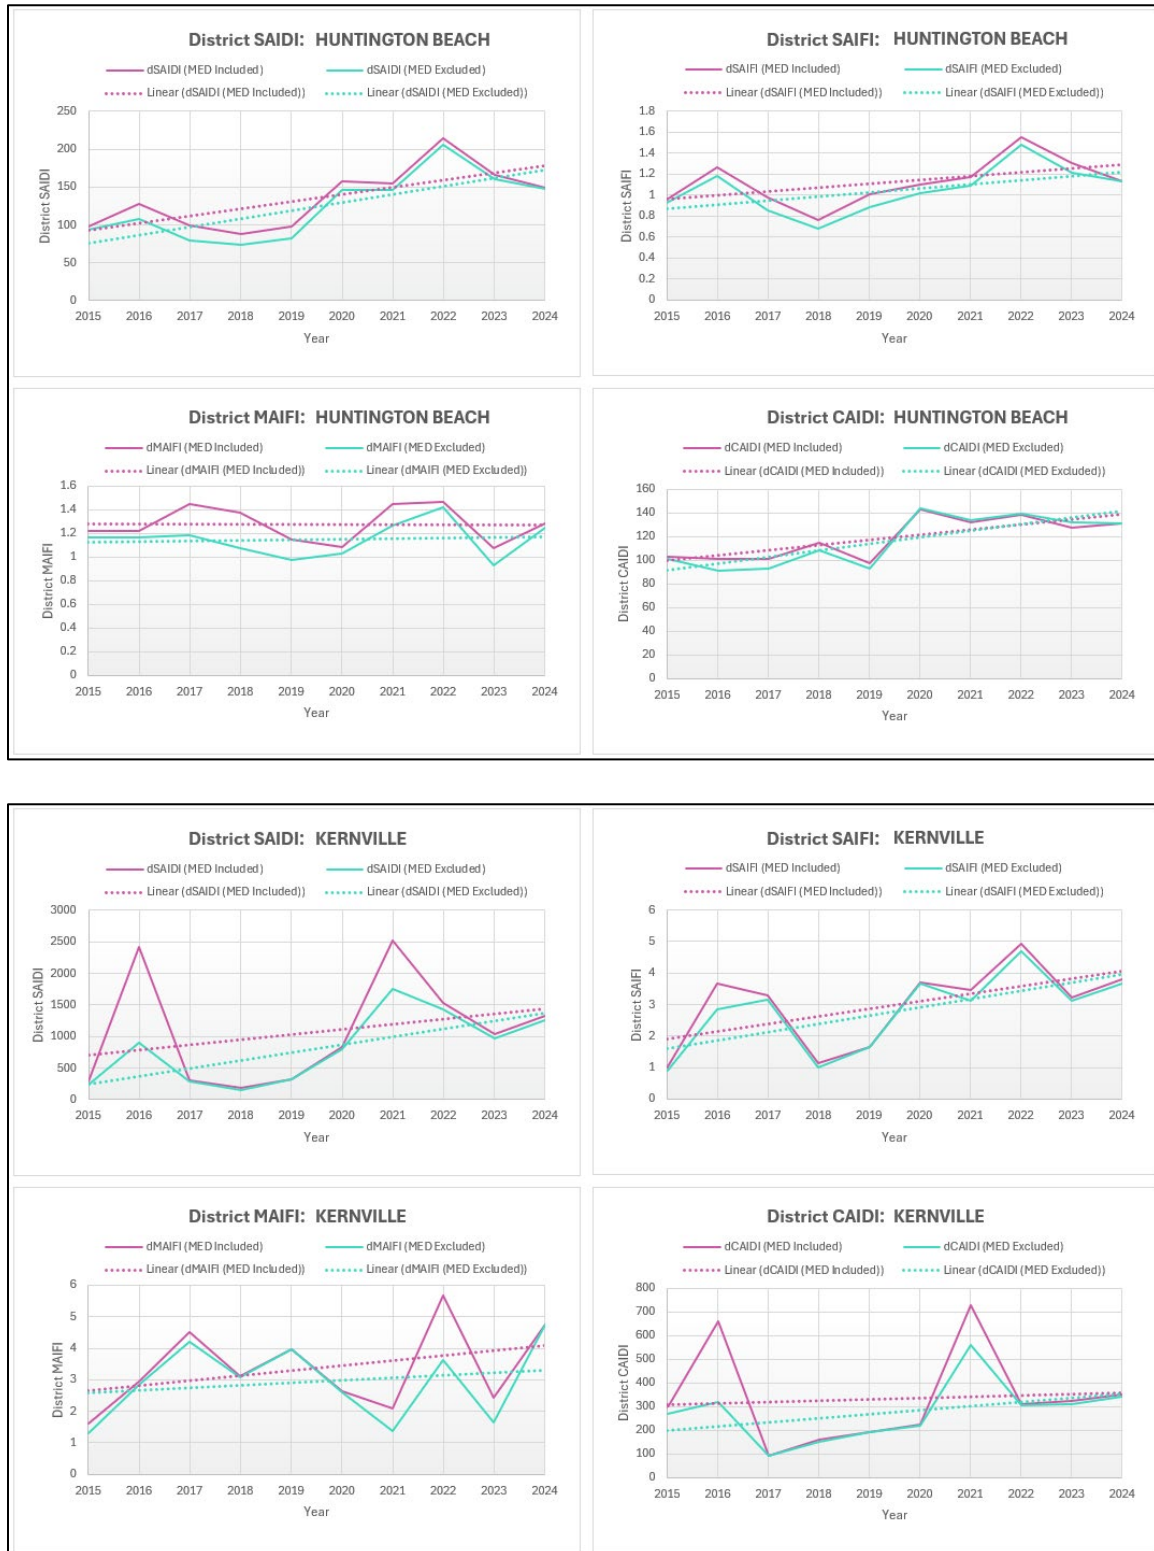 District SAIDI: HUNTINGTON BEACH
dSAIDI (MED Included) dSAIDI (MED Excluded)
Linear (dSAIDI (MED Included)) Linear (dSAIDI (MED Excluded))
250
200
150
100
50
0
District SAIDI
2015 2016 2017 2018 2019 2020 2021 2022 2023 2024
Year
District SAIFI: HUNTINGTON BEACH
dSAIFI (MED Included) dSAIFI (MED Excluded)
Linear (dSAIFI (MED Included)) Linear (dSAIFI (MED Excluded))
1.8
1.6
1.4
1.2
1
0.8
0.6
0.4
0.2
0
District SAIFI
2015 2016 2017 2018 2019 2020 2021 2022 2023 2024
Year
District MAIFI: HUNTINGTON BEACH
dMAIFI (MED Included) dMAIFI (MED Excluded)
Linear (dMAIFI (MED Included)) Linear (dMAIFI (MED Excluded))
1.6
1.4
1.2
1
0.8
0.6
0.4
0.2
0
District MAIFI
2015 2016 2017 2018 2019 2020 2021 2022 2023 2024
Year
District CAIDI: HUNTINGTON BEACH
dCAIDI (MED Included) dCAIDI (MED Excluded)
Linear (dCAIDI (MED Included)) Linear (dCAIDI (MED Excluded))
160
140
120
100
80
60
40
20
0
District CAIDI
2015 2016 2017 2018 2019 2020 2021 2022 2023 2024
Year
District SAIDI: KERNVILLE
dSAIDI (MED Included) dSAIDI (MED Excluded)
Linear (dSAIDI (MED Included)) Linear (dSAIDI (MED Excluded))
3000
2500
2000
1500
1000
500
0
District SAIDI
2015 2016 2017 2018 2019 2020 2021 2022 2023 2024
Year
District SAIFI: KERNVILLE
dSAIFI (MED Included) dSAIFI (MED Excluded)
Linear (dSAIFI (MED Included)) Linear (dSAIFI (MED Excluded))
6
5
4
3
2
1
0
District SAIFI
2015 2016 2017 2018 2019 2020 2021 2022 2023 2024
Year
District MAIFI: KERNVILLE
dMAIFI (MED Included) dMAIFI (MED Excluded)
Linear (dMAIFI (MED Included)) Linear (dMAIFI (MED Excluded))
6
5
4
3
2
1
0
District MAIFI
2015 2016 2017 2018 2019 2020 2021 2022 2023 2024
Year
District CAIDI: KERNVILLE
dCAIDI (MED Included) dCAIDI (MED Excluded)
Linear (dCAIDI (MED Included)) Linear (dCAIDI (MED Excluded))
800
700
600
500
400
300
200
100
0
District CAIDI
2015 2016 2017 2018 2019 2020 2021 2022 2023 2024
Year